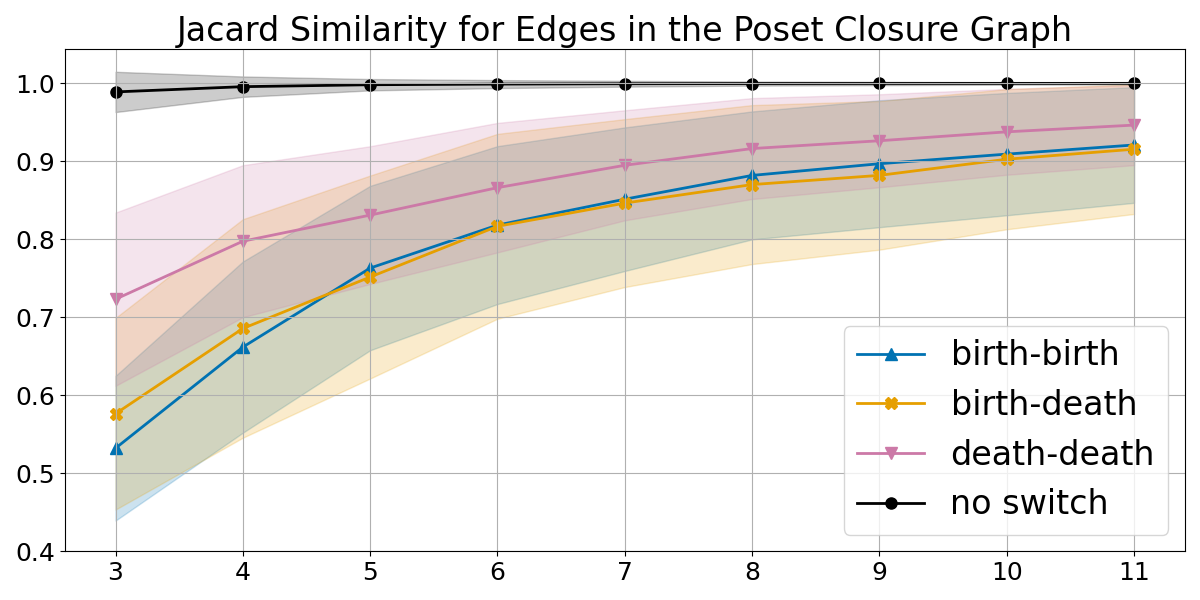 Jacard Similarity for Edges in the Poset Closure Graph
1.0
0.9
0.8
0.7
0.6
0.5
0.4
birth-birth
birth-death
death-death
no switch
3 4 5 6 7 8 9 10 11